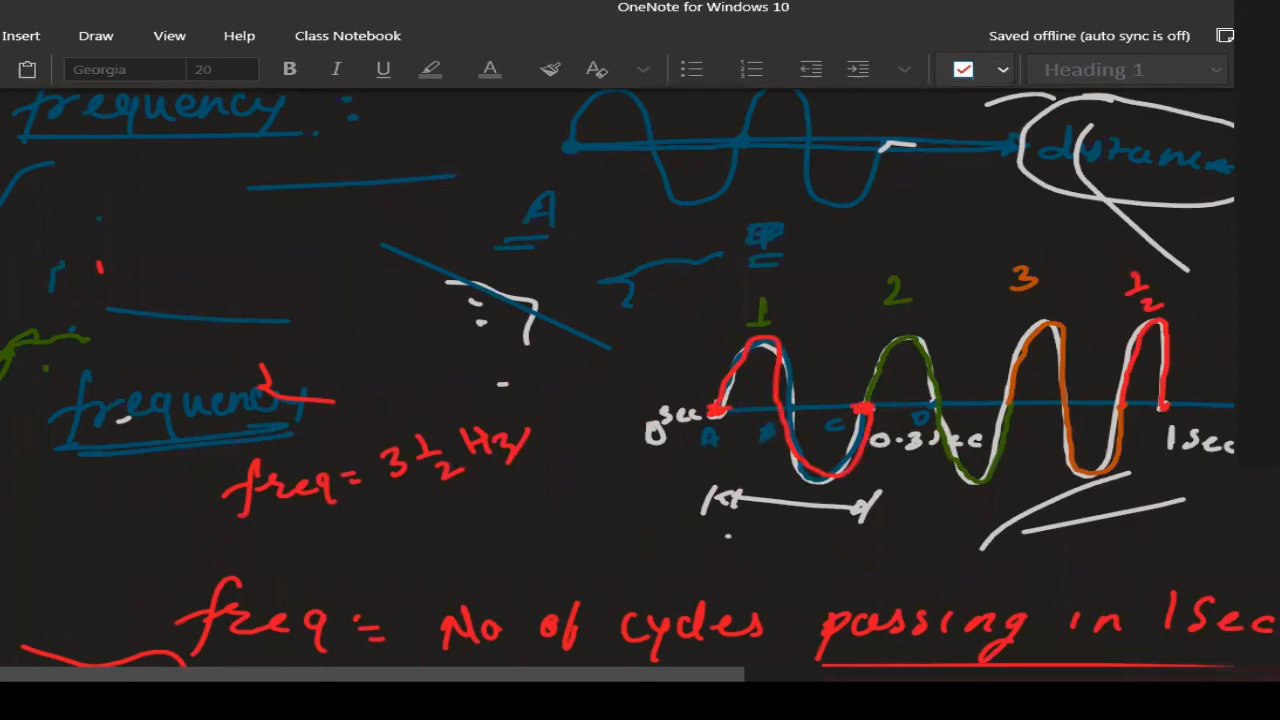 OneNote for Windows 10
Insert Draw View Help Class Notebook Saved offline (auto sync is off)
Georgia 20 B I U Heading 1
frequency :
distance
A
1 2 3 1/2
0 sec A C D 0.3 sec 1 sec
frequency
freq = 3 1/2 Hz
freq = No of cycles passing in 1 Sec